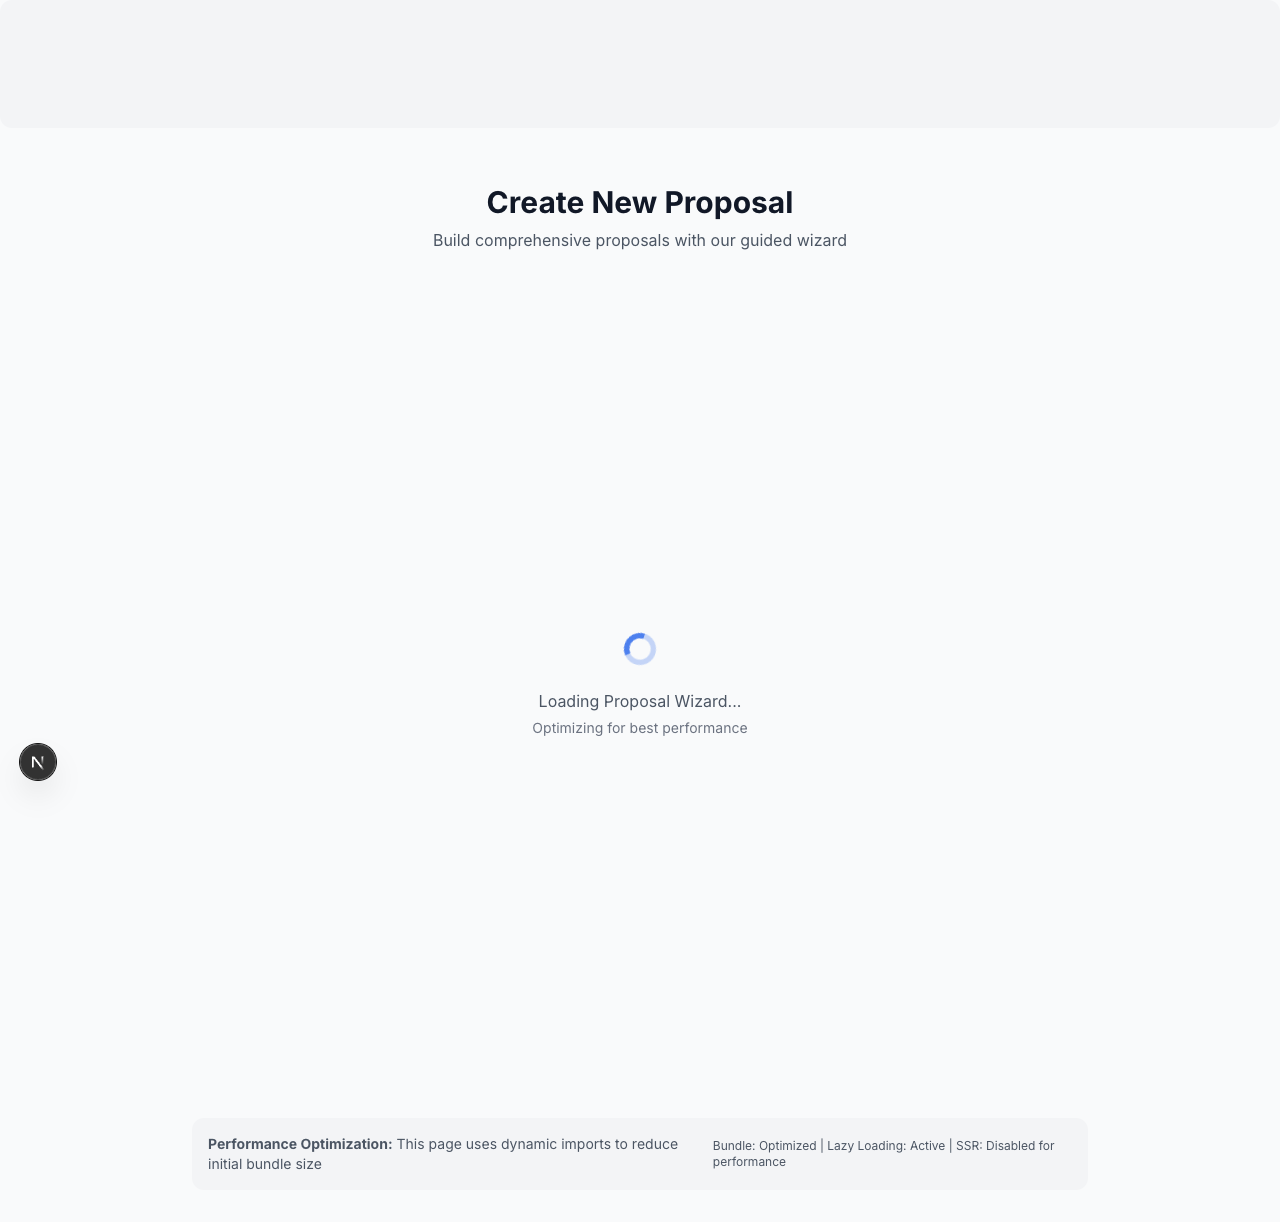 Create New Proposal
Build comprehensive proposals with our guided wizard
Loading Proposal Wizard...
Optimizing for best performance
N
Performance Optimization: This page uses dynamic imports to reduce
initial bundle size
Bundle: Optimized | Lazy Loading: Active | SSR: Disabled for
performance